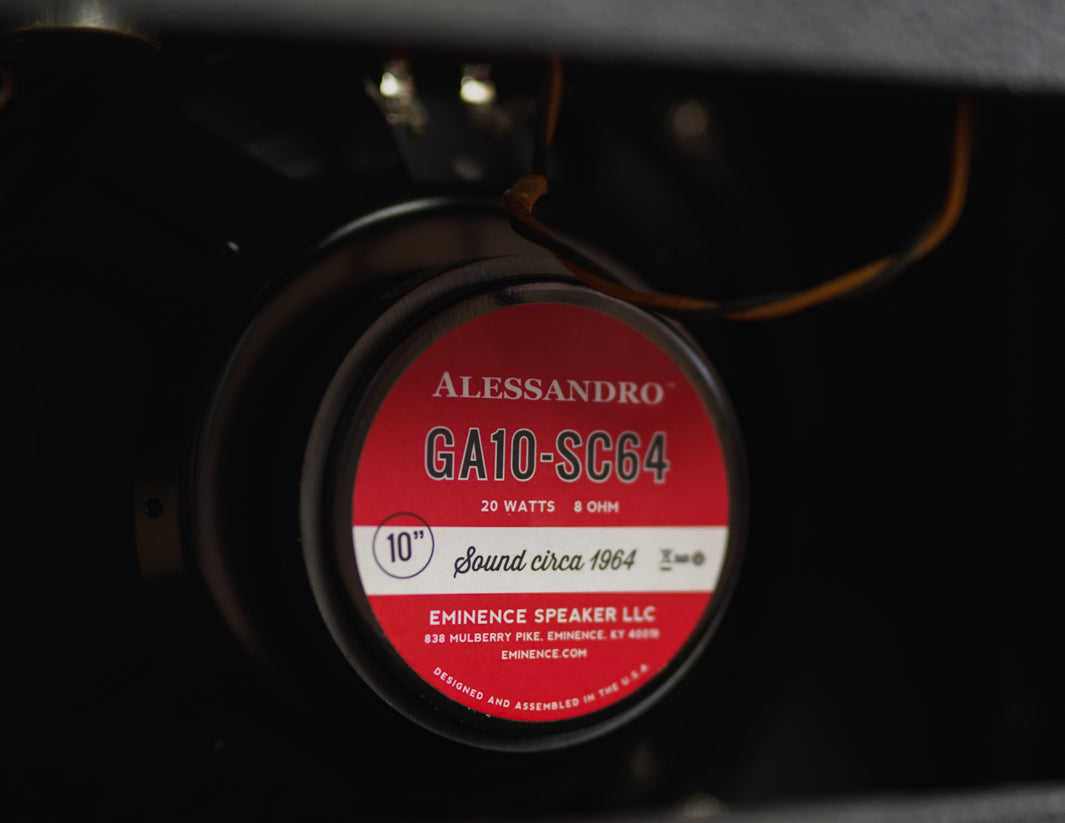 ALESSANDRO™
GA10-SC64
20 WATTS 8 OHM
10”
Sound circa 1964
EMINENCE SPEAKER LLC
838 MULBERRY PIKE, EMINENCE, KY 40019
EMINENCE.COM
DESIGNED AND ASSEMBLED IN THE U.S.A.